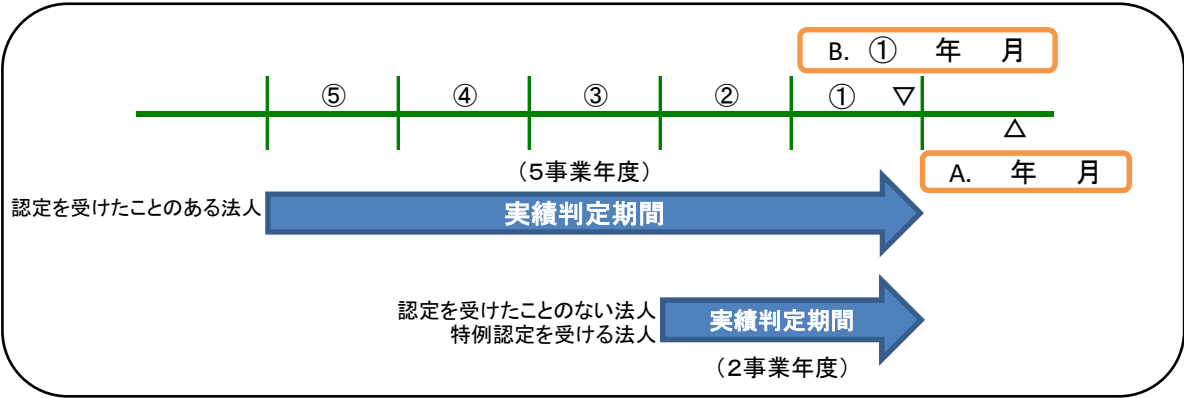 B. ① 年 月
⑤ ④ ③ ② ① ▽
△
A. 年 月
（5事業年度）
認定を受けたことのある法人 実績判定期間
認定を受けたことのない法人
特例認定を受ける法人
実績判定期間
（2事業年度）